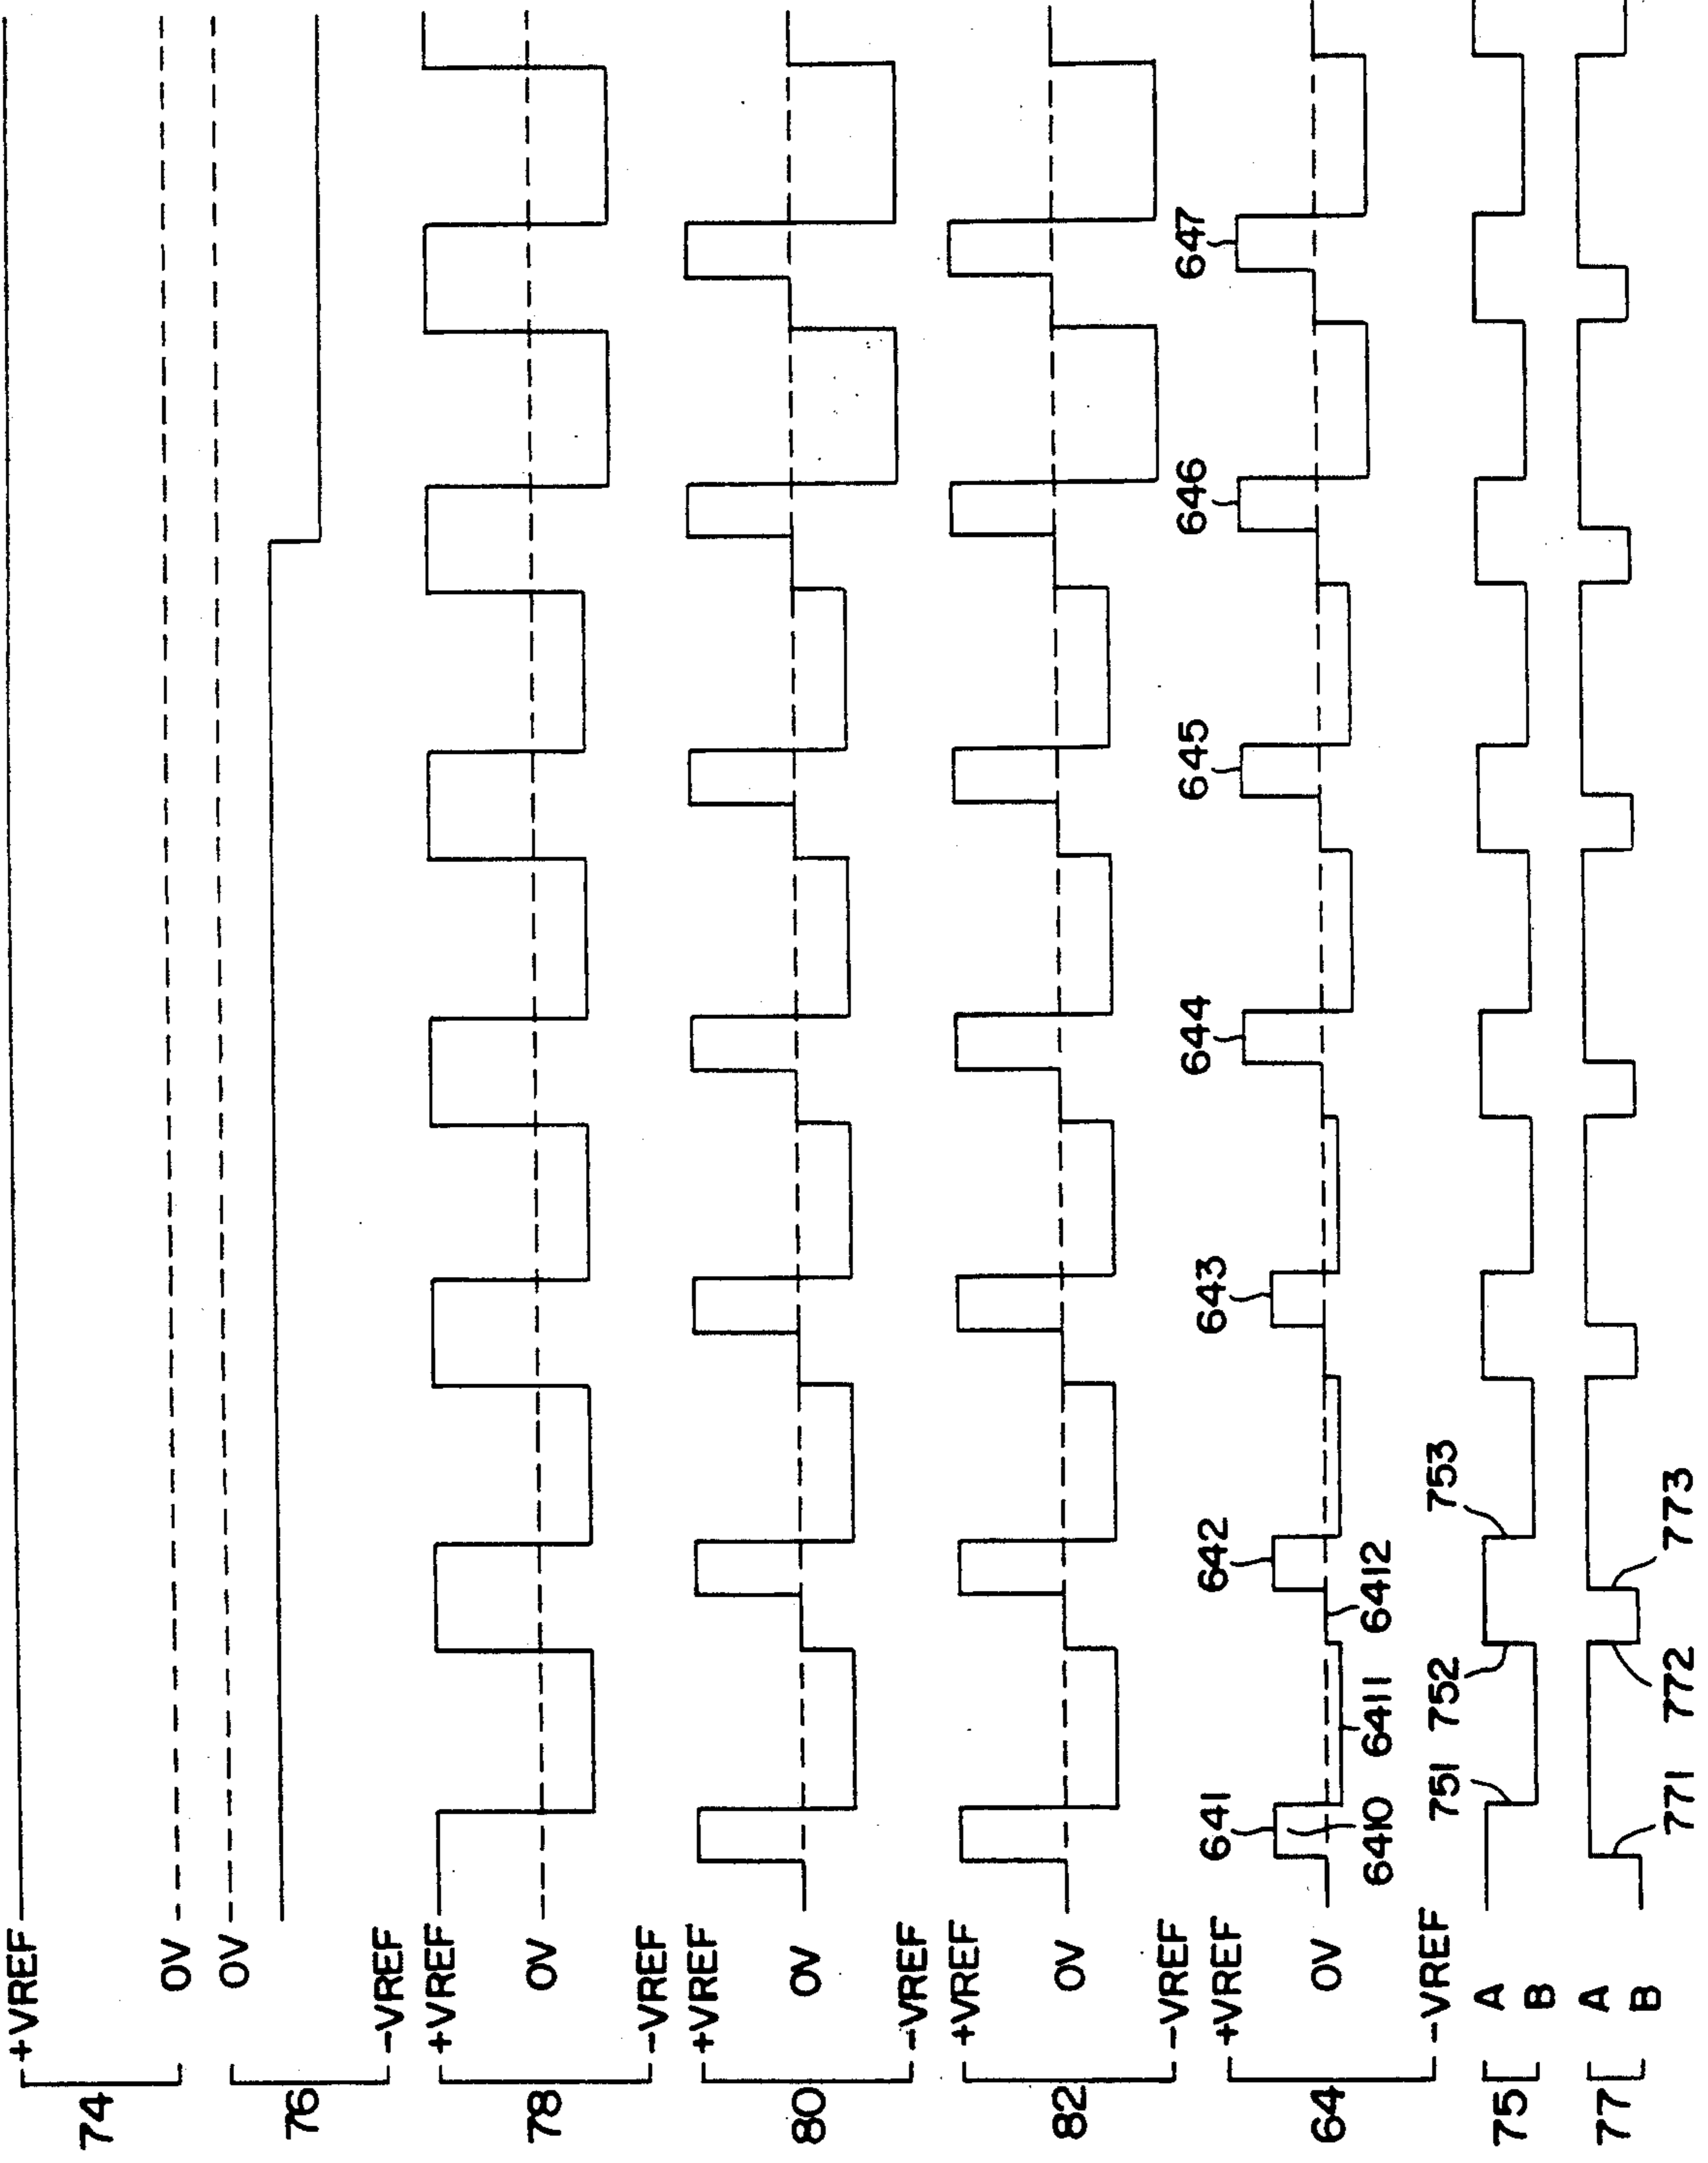 74
+VREF
0V
76
0V
-VREF
78
+VREF
0V
-VREF
80
+VREF
0V
-VREF
82
+VREF
0V
-VREF
64
+VREF
0V
-VREF
641
642
643
644
645
646
647
6410
6411
6412
75
A
B
751
752
753
77
A
B
771
772
773